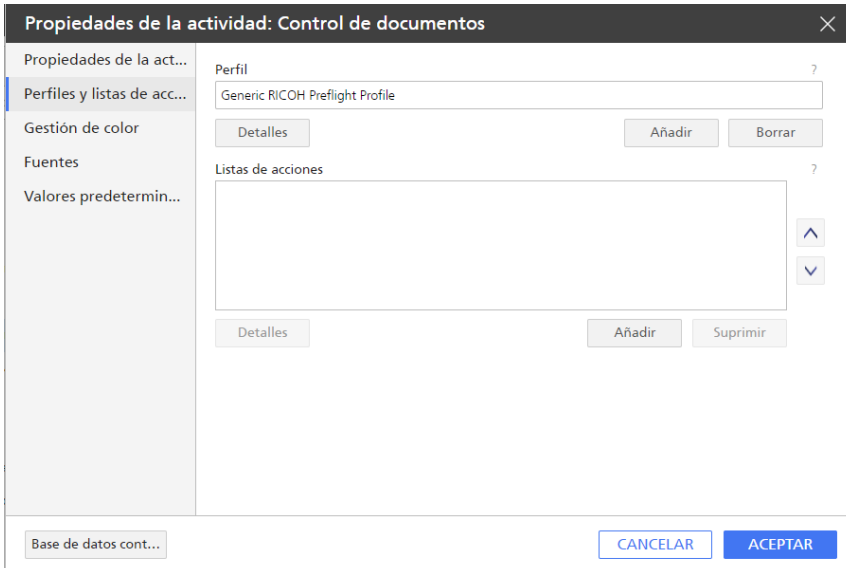 Propiedades de la actividad: Control de documentos
Propiedades de la act...
Perfiles y listas de acc...
Gestión de color
Fuentes
Valores predetermin...
Perfil ?
Generic RICOH Preflight Profile
Detalles Añadir Borrar
Listas de acciones ?
Detalles Añadir Suprimir
Base de datos cont... CANCELAR ACEPTAR